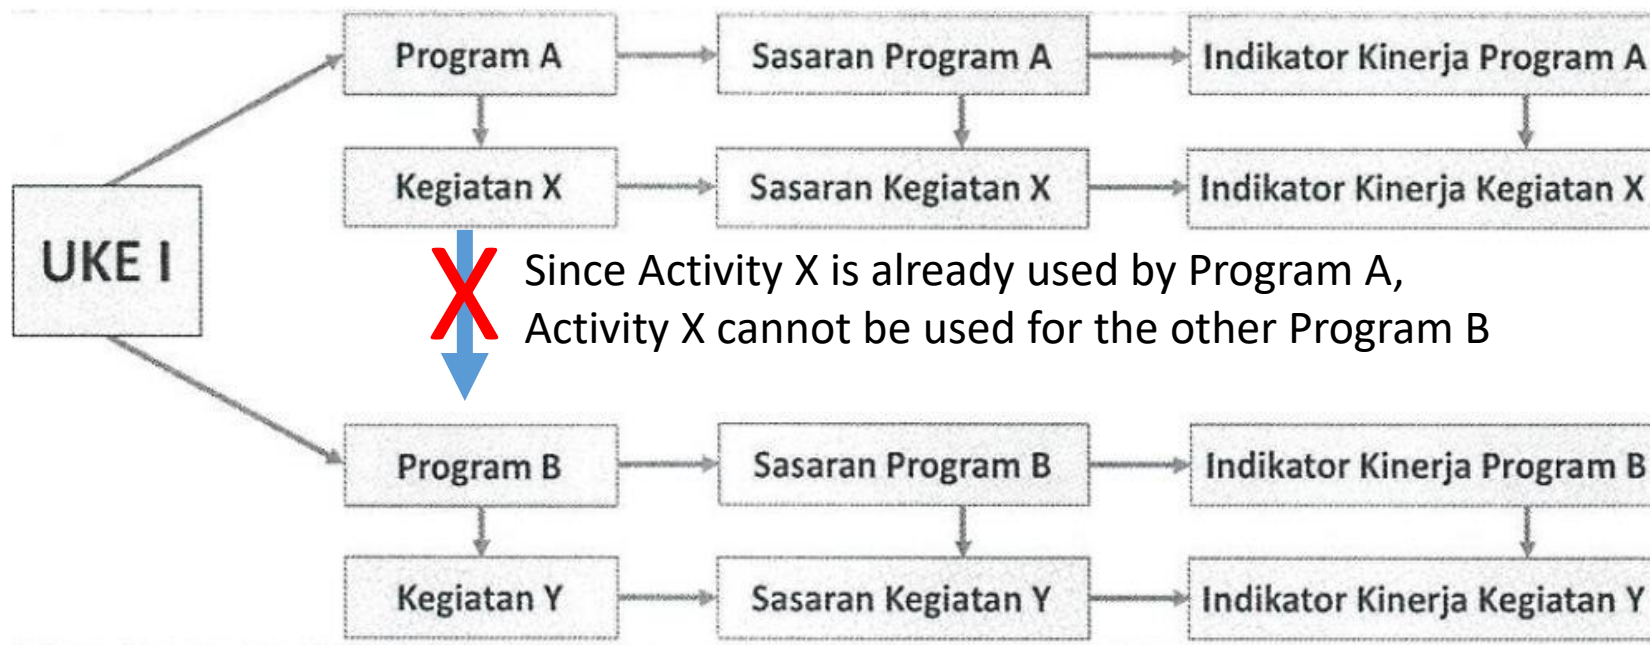 Program A
Sasaran Program A
Indikator Kinerja Program A
Kegiatan X
Sasaran Kegiatan X
Indikator Kinerja Kegiatan X
UKE I
X
Since Activity X is already used by Program A,
Activity X cannot be used for the other Program B
Program B
Sasaran Program B
Indikator Kinerja Program B
Kegiatan Y
Sasaran Kegiatan Y
Indikator Kinerja Kegiatan Y